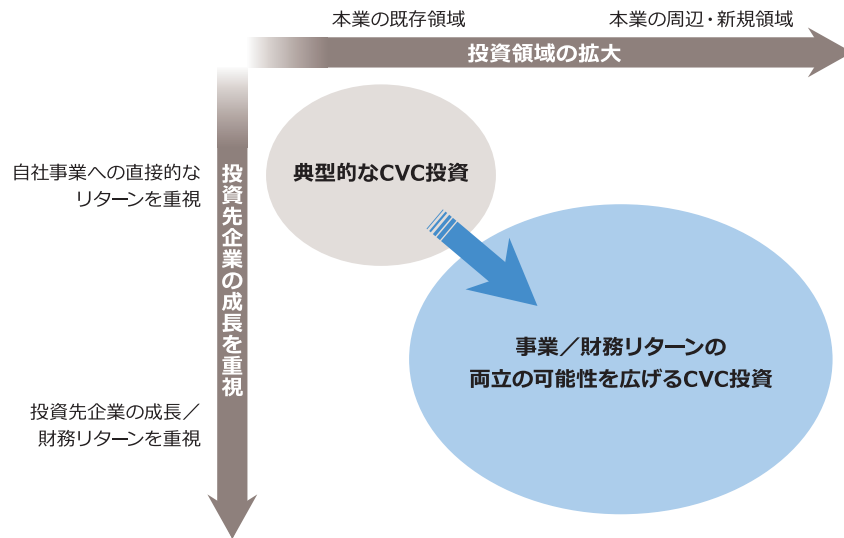 本業の既存領域
本業の周辺・新規領域
投資領域の拡大
自社事業への直接的な
リターンを重視
投資先企業の成長を重視
典型的なCVC投資
事業／財務リターンの
両立の可能性を広げるCVC投資
投資先企業の成長／
財務リターンを重視